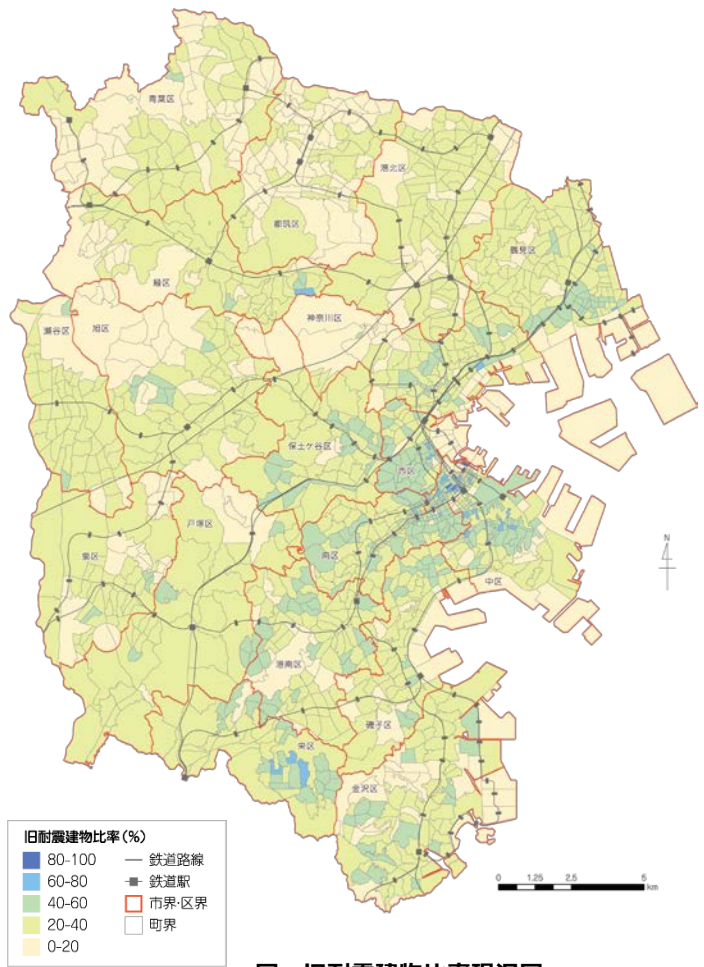 青葉区
港北区
都筑区
鶴見区
緑区
神奈川区
瀬谷区
旭区
保土ケ谷区
西区
戸塚区
南区
泉区
中区
港南区
磯子区
栄区
金沢区
N
0 1.25 2.5 5
km
旧耐震建物比率(%)
80-100
60-80
40-60
20-40
0-20
鉄道路線
鉄道駅
市界・区界
町界